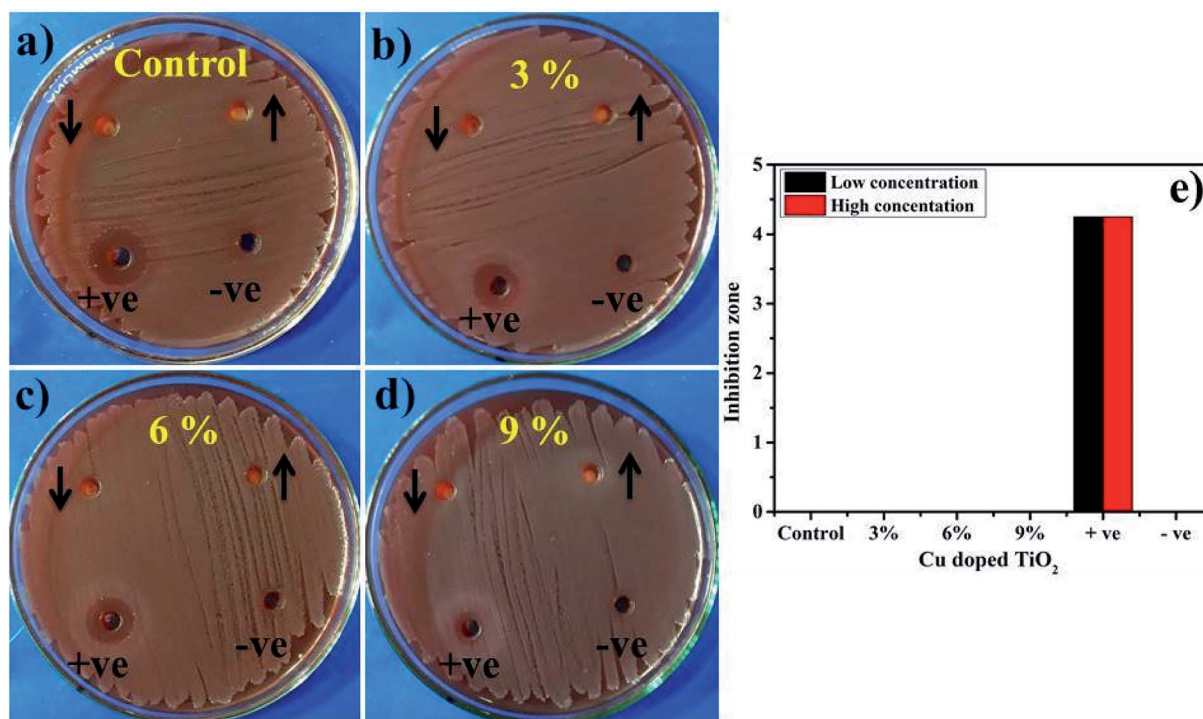 a)
Control
↓
↑
+ve
-ve
b)
3 %
↓
↑
+ve
-ve
c)
6 %
↓
↑
+ve
-ve
d)
9 %
↓
↑
+ve
-ve
e)
Low concentration
High concentation
Inhibition zone
5
4
3
2
1
0
Control 3% 6% 9% + ve - ve
Cu doped TiO₂